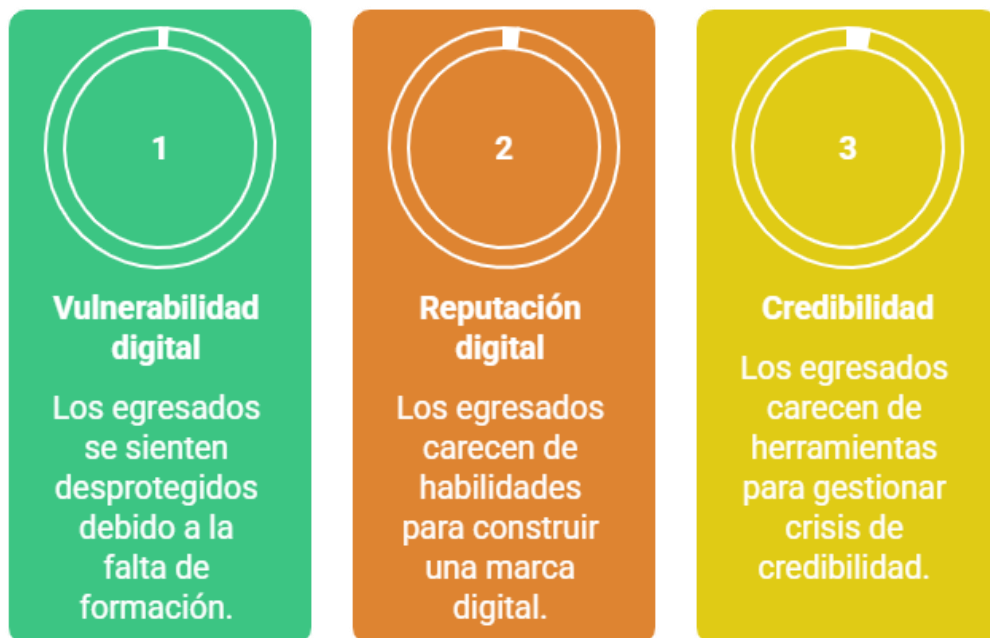 1
Vulnerabilidad
digital
Los egresados
se sienten
desprotegidos
debido a la
falta de
formación.
2
Reputación
digital
Los egresados
carecen de
habilidades
para construir
una marca
digital.
3
Credibilidad
Los egresados
carecen de
herramientas
para gestionar
crisis de
credibilidad.